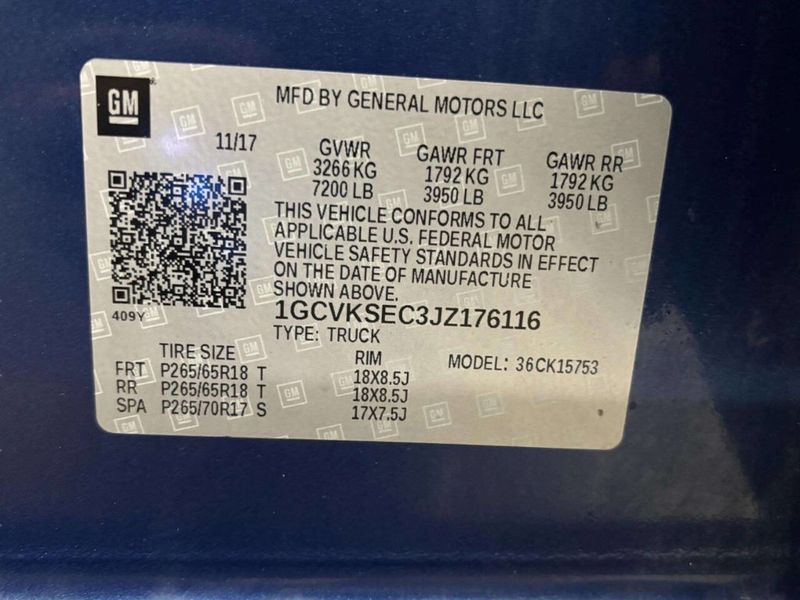 GM
MFD BY GENERAL MOTORS LLC
11/17
GVWR GAWR FRT GAWR RR
3266 KG 1792 KG 1792 KG
7200 LB 3950 LB 3950 LB
THIS VEHICLE CONFORMS TO ALL
APPLICABLE U.S. FEDERAL MOTOR
VEHICLE SAFETY STANDARDS IN EFFECT
ON THE DATE OF MANUFACTURE
SHOWN ABOVE.
409Y
1GCVKSEC3JZ176116
TYPE: TRUCK
TIRE SIZE RIM MODEL: 36CK15753
FRT P265/65R18 T 18X8.5J
RR P265/65R18 T 18X8.5J
SPA P265/70R17 S 17X7.5J